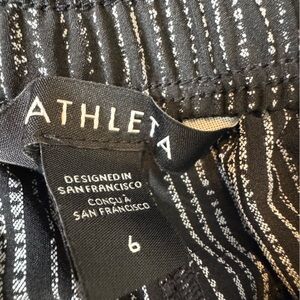 ATHLETA
DESIGNED IN
SAN FRANCISCO
CONÇU À
SAN FRANCISCO
6